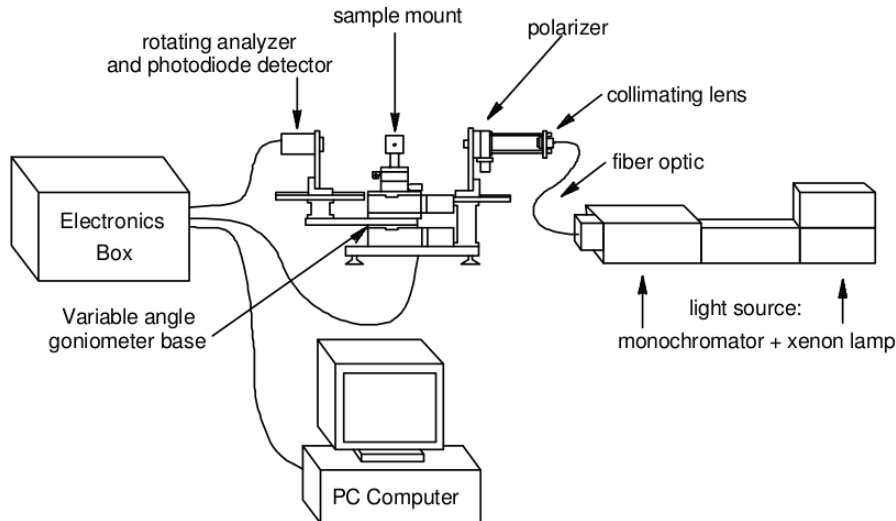 sample mount
polarizer
rotating analyzer
and photodiode detector
collimating lens
fiber optic
Electronics
Box
Variable angle
goniometer base
light source:
monochromator + xenon lamp
PC Computer